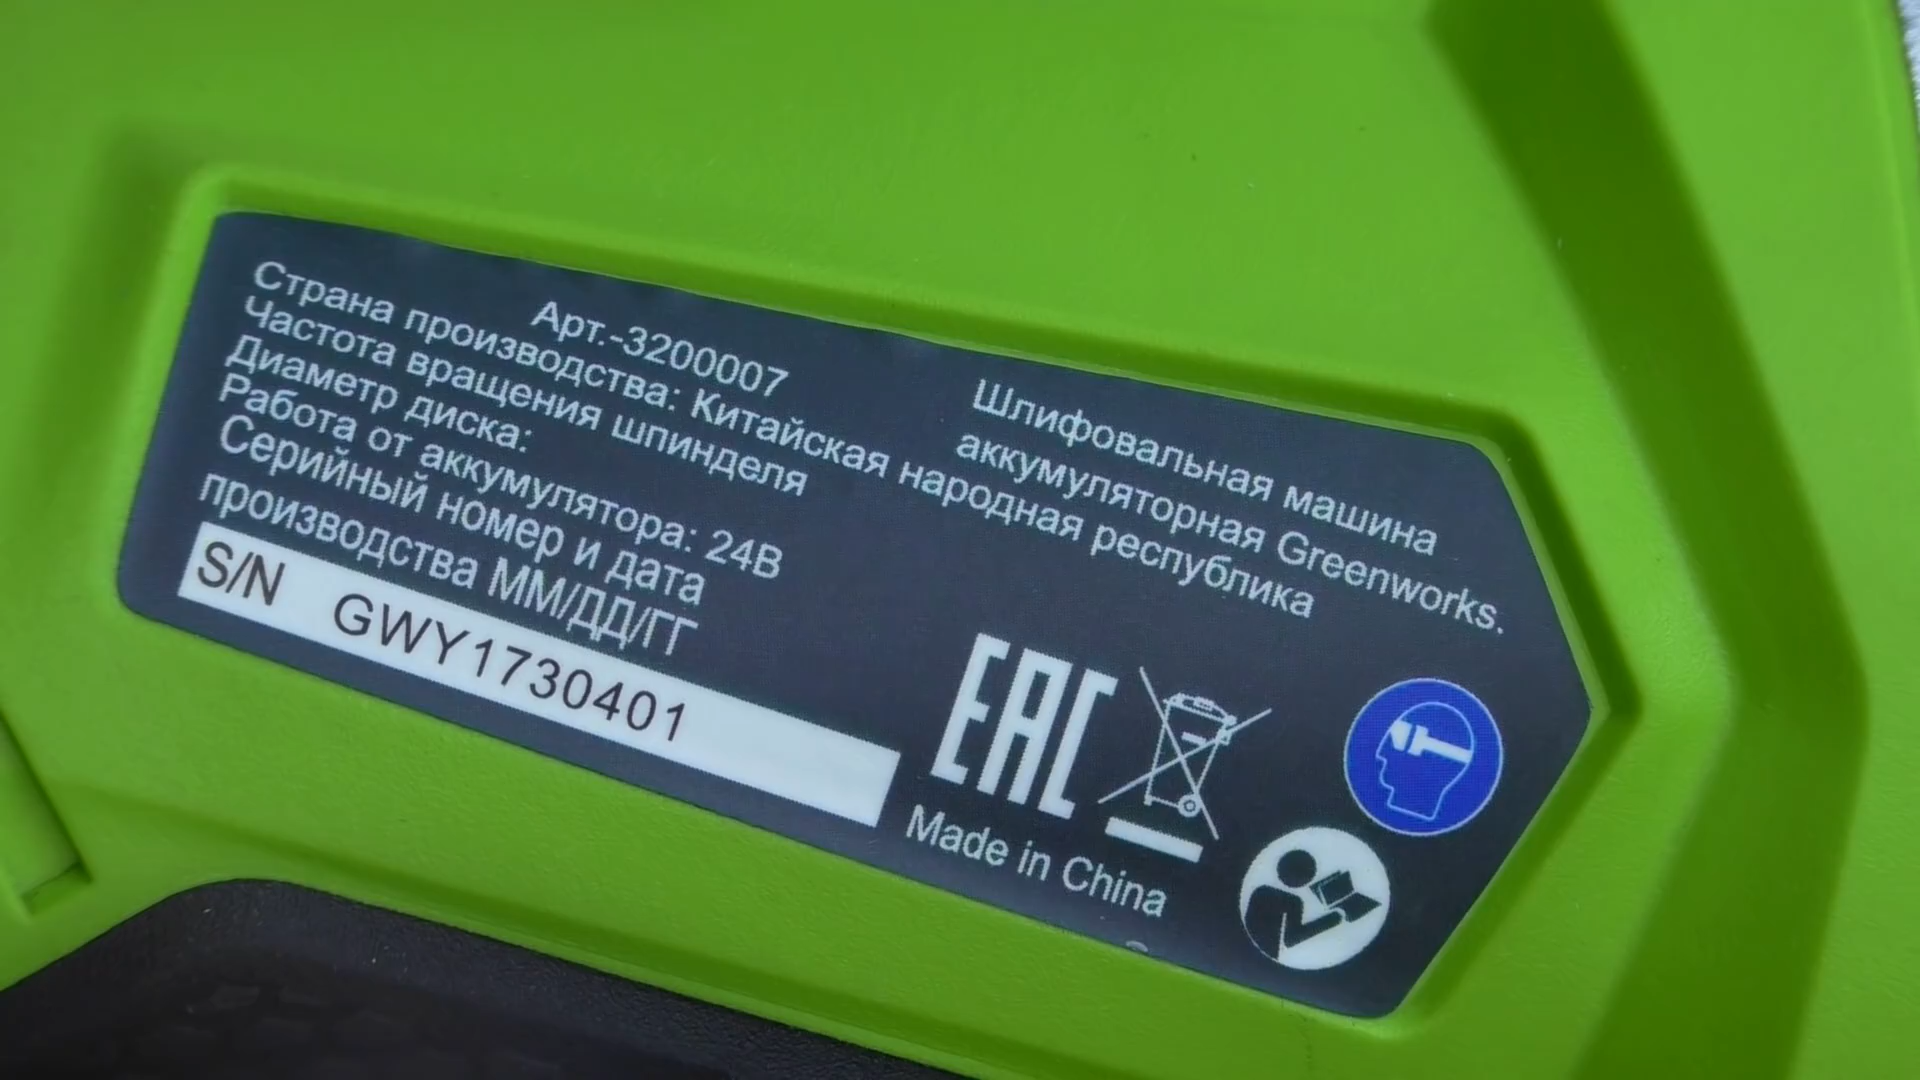 Арт.-3200007
Шлифовальная машина
аккумуляторная Greenworks.
Страна производства: Китайская народная республика
Частота вращения шпинделя
Диаметр диска:
Работа от аккумулятора: 24В
Серийный номер и дата
производства ММ/ДД/ГГ
S/N GWY1730401
EAC
Made in China